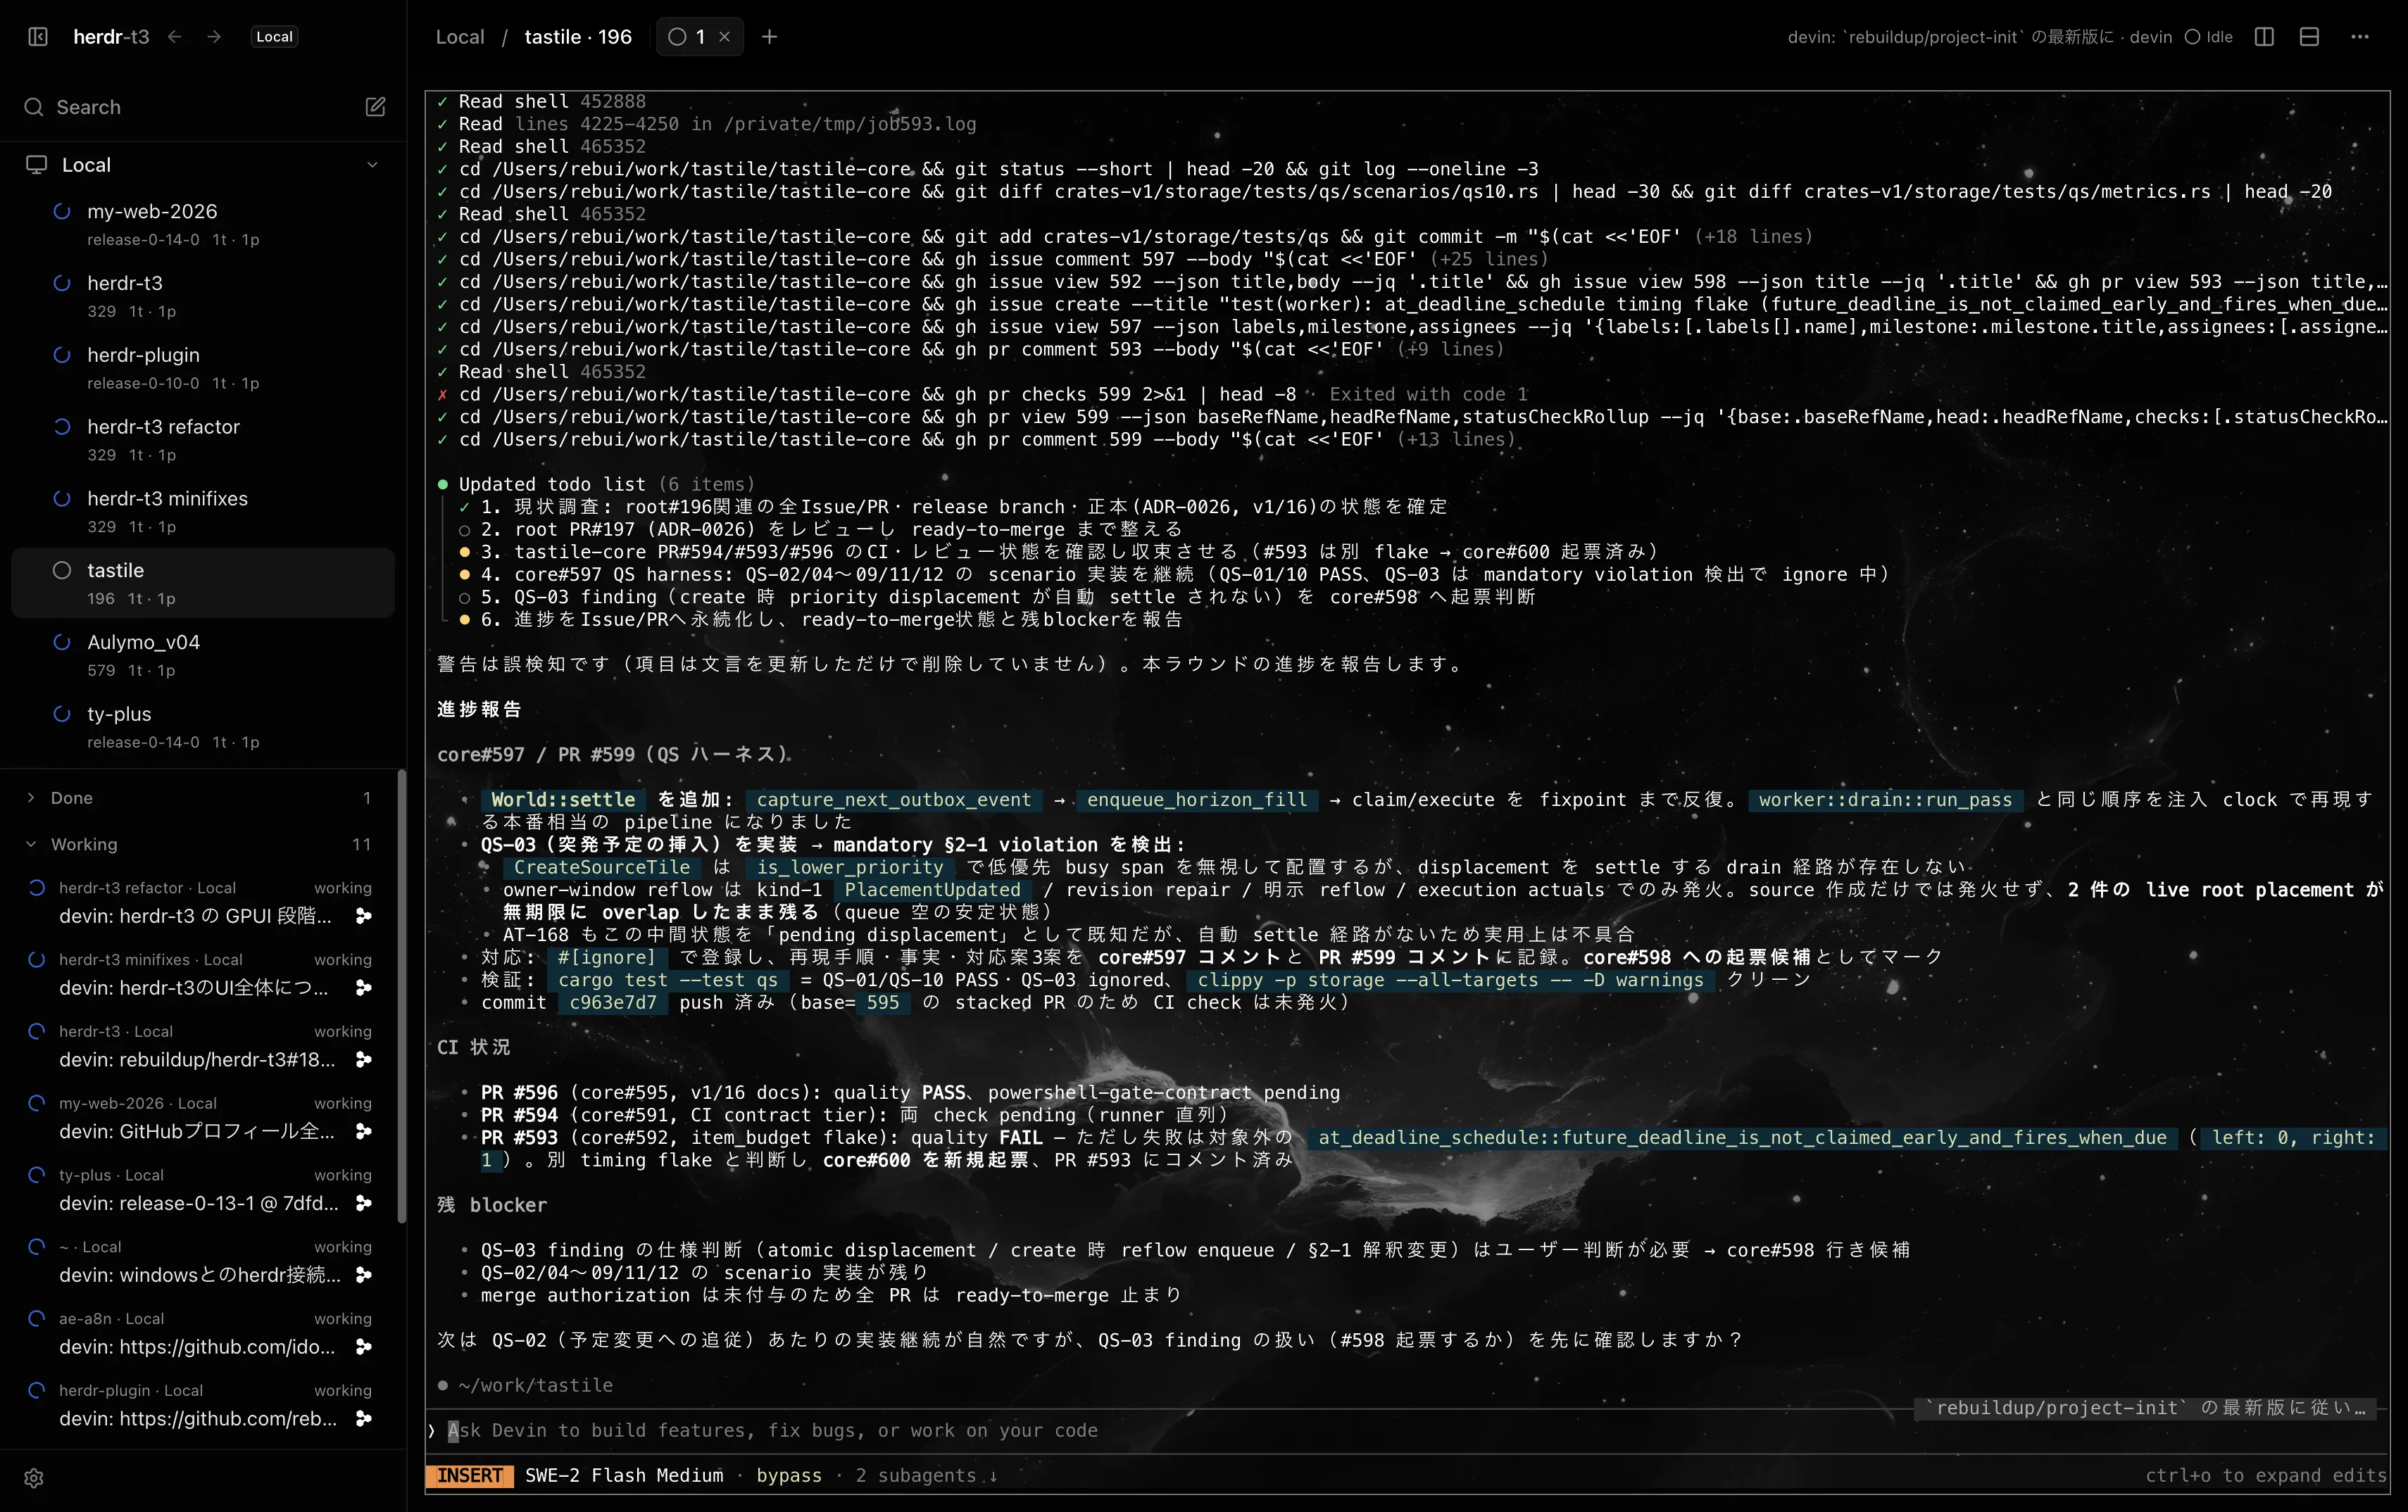 herdr-t3 ← → Local
Search
Local
my-web-2026
release-0-14-0 1t · 1p
herdr-t3
329 1t · 1p
herdr-plugin
release-0-10-0 1t · 1p
herdr-t3 refactor
329 1t · 1p
herdr-t3 minifixes
329 1t · 1p
tastile
196 1t · 1p
Aulymo_v04
579 1t · 1p
ty-plus
release-0-14-0 1t · 1p
Done 1
Working 11
herdr-t3 refactor · Local working
devin: herdr-t3 の GPUI 段階...
herdr-t3 minifixes · Local working
devin: herdr-t3のUI全体につ...
herdr-t3 · Local working
devin: rebuildup/herdr-t3#18...
my-web-2026 · Local working
devin: GitHubプロフィール全...
ty-plus · Local working
devin: release-0-13-1 @ 7dfd...
~ · Local working
devin: windowsとのherdr接続...
ae-a8n · Local working
devin: https://github.com/ido...
herdr-plugin · Local working
devin: https://github.com/reb...
Local / tastile · 196 1 × +
devin: `rebuildup/project-init` の最新版に · devin Idle
✓ Read shell 452888
✓ Read lines 4225-4250 in /private/tmp/job593.log
✓ Read shell 465352
✓ cd /Users/rebui/work/tastile/tastile-core && git status --short | head -20 && git log --oneline -3
✓ cd /Users/rebui/work/tastile/tastile-core && git diff crates-v1/storage/tests/qs/scenarios/qs10.rs | head -30 && git diff crates-v1/storage/tests/qs/metrics.rs | head -20
✓ Read shell 465352
✓ cd /Users/rebui/work/tastile/tastile-core && git add crates-v1/storage/tests/qs && git commit -m "$(cat <<'EOF' (+18 lines)
✓ cd /Users/rebui/work/tastile/tastile-core && gh issue comment 597 --body "$(cat <<'EOF' (+25 lines)
✓ cd /Users/rebui/work/tastile/tastile-core && gh issue view 592 --json title,body --jq '.title' && gh issue view 598 --json title --jq '.title' && gh pr view 593 --json title,…
✓ cd /Users/rebui/work/tastile/tastile-core && gh issue create --title "test(worker): at_deadline_schedule timing flake (future_deadline_is_not_claimed_early_and_fires_when_due…
✓ cd /Users/rebui/work/tastile/tastile-core && gh issue view 597 --json labels,milestone,assignees --jq '{labels:[.labels[].name],milestone:.milestone.title,assignees:[.assigne…
✓ cd /Users/rebui/work/tastile/tastile-core && gh pr comment 593 --body "$(cat <<'EOF' (+9 lines)
✓ Read shell 465352
✗ cd /Users/rebui/work/tastile/tastile-core && gh pr checks 599 2>&1 | head -8 · Exited with code 1
✓ cd /Users/rebui/work/tastile/tastile-core && gh pr view 599 --json baseRefName,headRefName,statusCheckRollup --jq '{base:.baseRefName,head:.headRefName,checks:[.statusCheckRo…
✓ cd /Users/rebui/work/tastile/tastile-core && gh pr comment 599 --body "$(cat <<'EOF' (+13 lines)
● Updated todo list (6 items)
✓ 1. 現状調査: root#196関連の全Issue/PR・release branch・正本(ADR-0026, v1/16)の状態を確定
○ 2. root PR#197 (ADR-0026) をレビューし ready-to-merge まで整える
● 3. tastile-core PR#594/#593/#596 のCI・レビュー状態を確認し収束させる（#593 は別 flake → core#600 起票済み）
● 4. core#597 QS harness: QS-02/04〜09/11/12 の scenario 実装を継続（QS-01/10 PASS、QS-03 は mandatory violation 検出で ignore 中）
○ 5. QS-03 finding（create 時 priority displacement が自動 settle されない）を core#598 へ起票判断
● 6. 進捗をIssue/PRへ永続化し、ready-to-merge状態と残blockerを報告
警告は誤検知です（項目は文言を更新しただけで削除していません）。本ラウンドの進捗を報告します。
進捗報告
core#597 / PR #599（QS ハーネス）
• World::settle を追加: capture_next_outbox_event → enqueue_horizon_fill → claim/execute を fixpoint まで反復。 worker::drain::run_pass と同じ順序を注入 clock で再現す
る本番相当の pipeline になりました
• QS-03（突発予定の挿入）を実装 → mandatory §2-1 violation を検出:
• CreateSourceTile は is_lower_priority で低優先 busy span を無視して配置するが、displacement を settle する drain 経路が存在しない
• owner-window reflow は kind-1 PlacementUpdated / revision repair / 明示 reflow / execution actuals でのみ発火。source 作成だけでは発火せず、2 件の live root placement が
無期限に overlap したまま残る（queue 空の安定状態）
• AT-168 もこの中間状態を「pending displacement」として既知だが、自動 settle 経路がないため実用上は不具合
• 対応: #[ignore] で登録し、再現手順・事実・対応案3案を core#597 コメントと PR #599 コメントに記録。core#598 への起票候補としてマーク
• 検証: cargo test --test qs = QS-01/QS-10 PASS・QS-03 ignored、 clippy -p storage --all-targets -- -D warnings クリーン
• commit c963e7d7 push 済み（base= 595 の stacked PR のため CI check は未発火）
CI 状況
• PR #596 (core#595, v1/16 docs): quality PASS、powershell-gate-contract pending
• PR #594 (core#591, CI contract tier): 両 check pending（runner 直列）
• PR #593 (core#592, item_budget flake): quality FAIL — ただし失敗は対象外の at_deadline_schedule::future_deadline_is_not_claimed_early_and_fires_when_due ( left: 0, right:
1 ）。別 timing flake と判断し core#600 を新規起票、PR #593 にコメント済み
残 blocker
• QS-03 finding の仕様判断（atomic displacement / create 時 reflow enqueue / §2-1 解釈変更）はユーザー判断が必要 → core#598 行き候補
• QS-02/04〜09/11/12 の scenario 実装が残り
• merge authorization は未付与のため全 PR は ready-to-merge 止まり
次は QS-02（予定変更への追従）あたりの実装継続が自然ですが、QS-03 finding の扱い（#598 起票するか）を先に確認しますか？
● ~/work/tastile
`rebuildup/project-init` の最新版に従い…
❯ Ask Devin to build features, fix bugs, or work on your code
INSERT SWE-2 Flash Medium · bypass · 2 subagents ↓ ctrl+o to expand edits